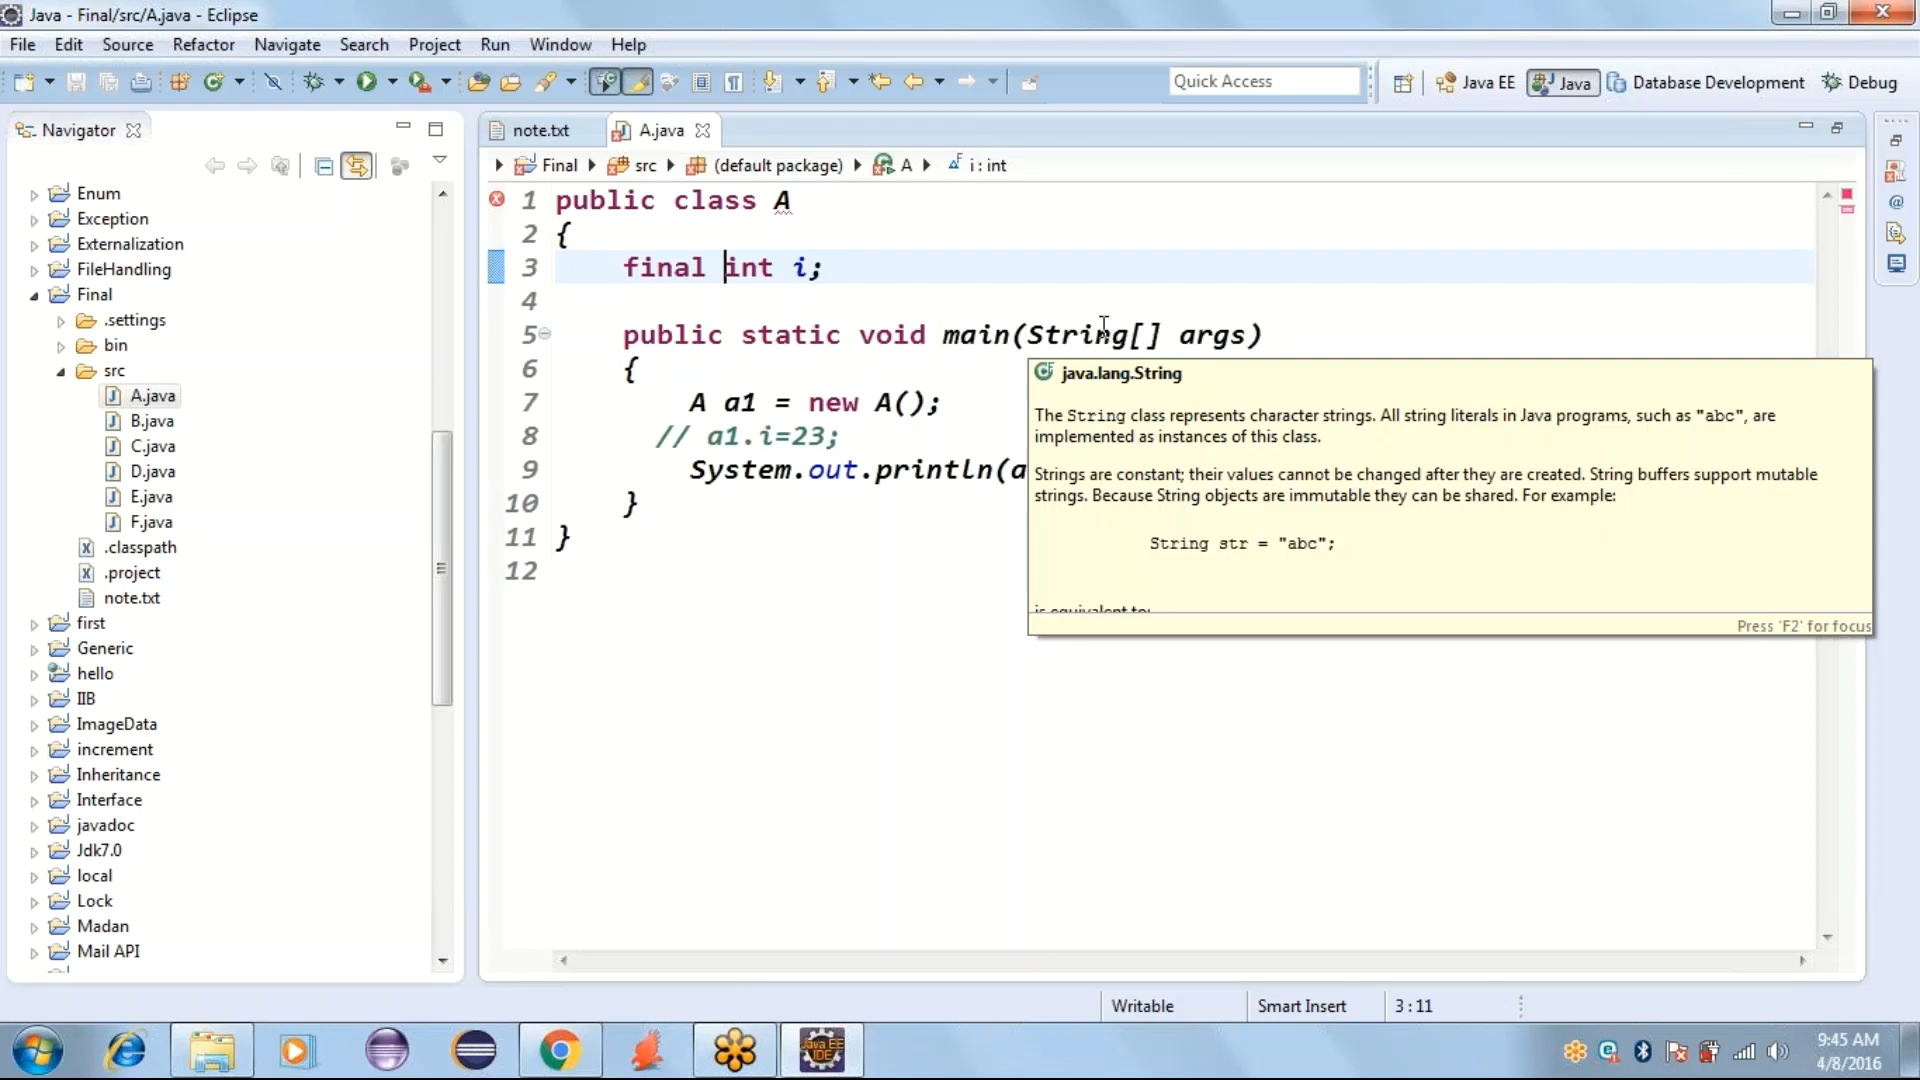 Java - Final/src/A.java - Eclipse
File Edit Source Refactor Navigate Search Project Run Window Help
Quick Access
Java EE
Java
Database Development
Debug
Navigator
note.txt
A.java
Final
src
(default package)
A
i : int
Enum
Exception
Externalization
FileHandling
Final
.settings
bin
src
A.java
B.java
C.java
D.java
E.java
F.java
.classpath
.project
note.txt
first
Generic
hello
IIB
ImageData
increment
Inheritance
Interface
javadoc
Jdk7.0
local
Lock
Madan
Mail API
1 public class A
2 {
3 final int i;
4
5 public static void main(String[] args)
6 {
7 A a1 = new A();
8 // a1.i=23;
9 System.out.println(a
10 }
11 }
12
java.lang.String
The String class represents character strings. All string literals in Java programs, such as "abc", are
implemented as instances of this class.
Strings are constant; their values cannot be changed after they are created. String buffers support mutable
strings. Because String objects are immutable they can be shared. For example:
String str = "abc";
is equivalent to:
Press 'F2' for focus
Writable
Smart Insert
3 : 11
Java EE
IDE
9:45 AM
4/8/2016